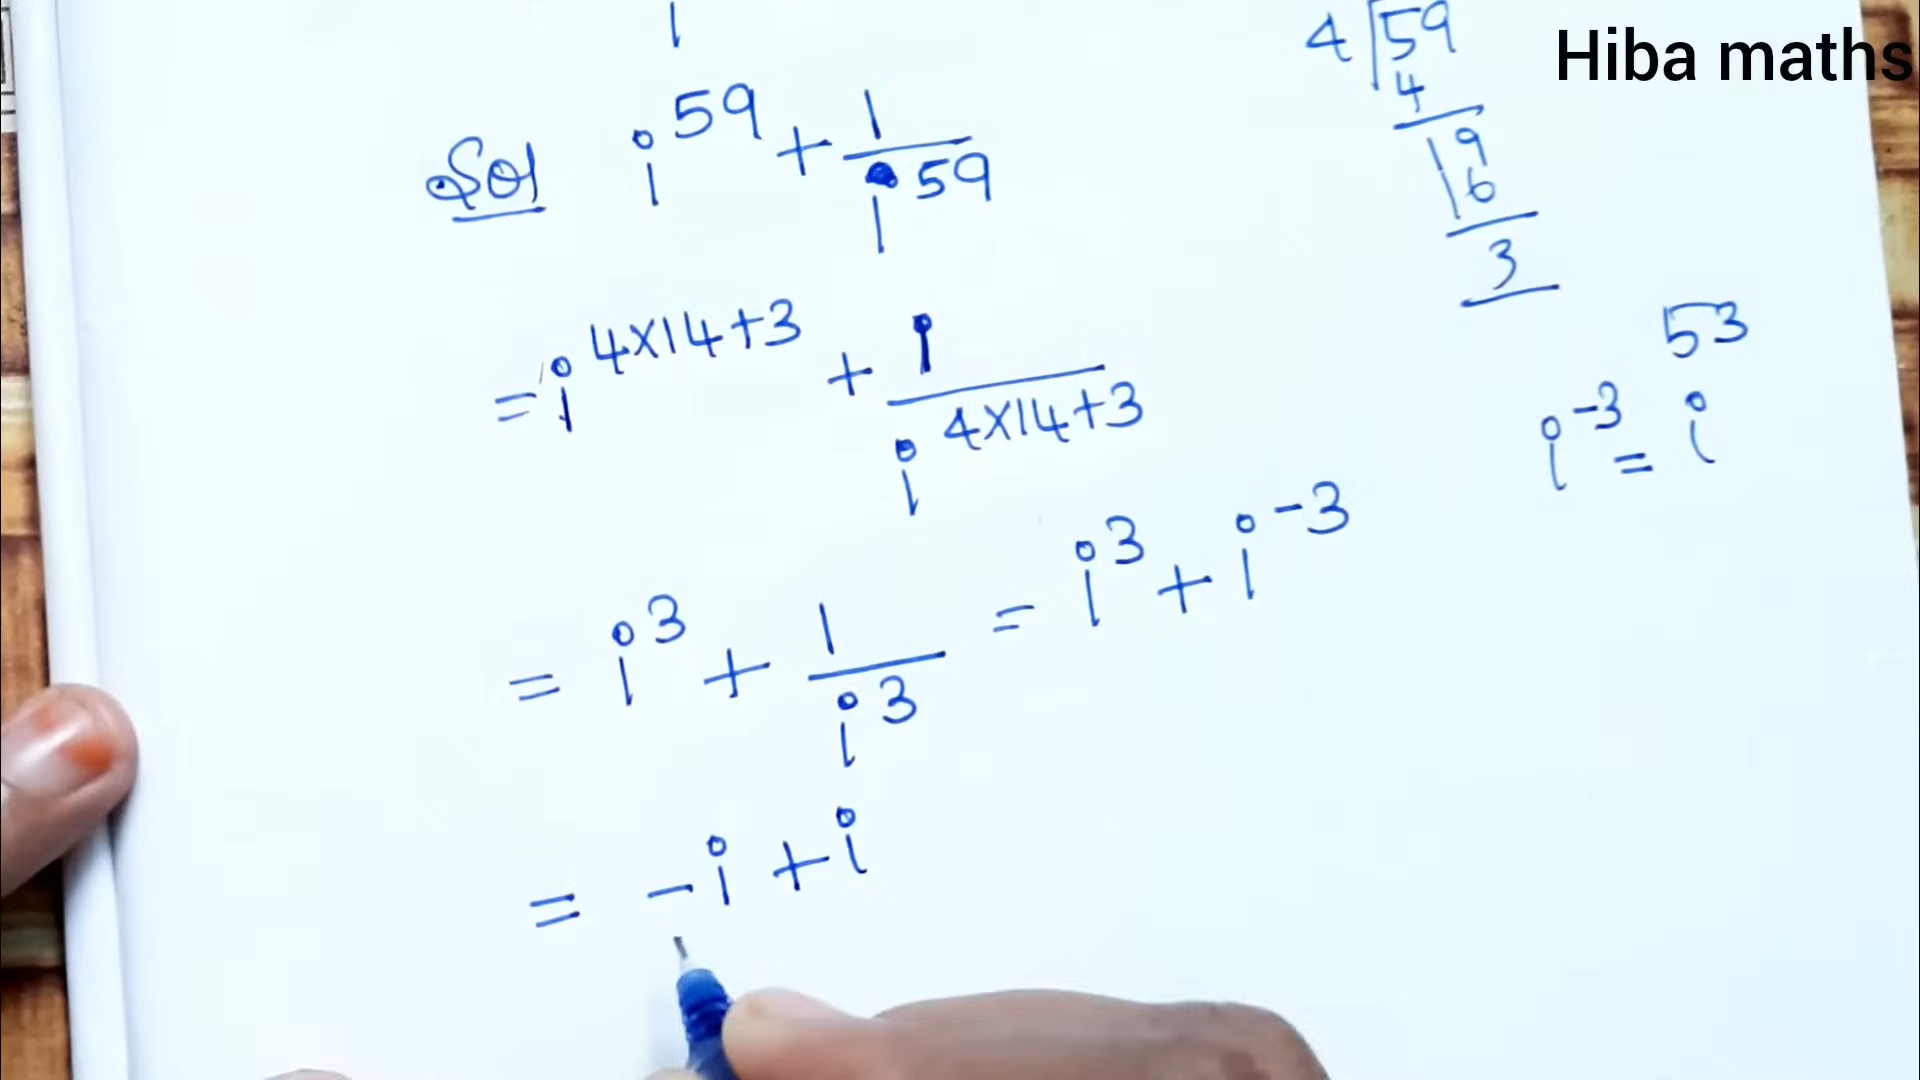 Hiba maths
4 59
4
19
16
3
Sol i^59 + 1/i^59
= i^4×14+3 + 1/i^4×14+3
53
i^-3 = i
= i^3 + 1/i^3 = i^3 + i^-3
= -i + i